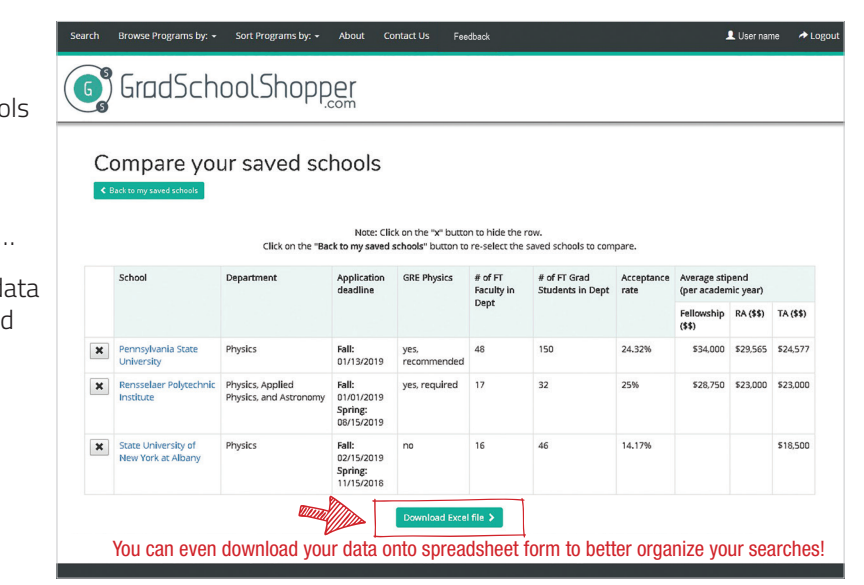 Search Browse Programs by: Sort Programs by: About Contact Us Feedback User name Logout
G S S GradSchoolShopper
.com
ols
Compare your saved schools
Back to my saved schools
...
Note: Click on the "x" button to hide the row.
Click on the "Back to my saved schools" button to re-select the saved schools to compare.
data
d
School Department Application deadline GRE Physics # of FT Faculty in Dept # of FT Grad Students in Dept Acceptance rate Average stipend (per academic year)
Fellowship ($$) RA ($$) TA ($$)
x Pennsylvania State University Physics Fall: 01/13/2019 yes, recommended 48 150 24.32% $34,000 $29,565 $24,577
x Rensselaer Polytechnic Institute Physics, Applied Physics, and Astronomy Fall: 01/01/2019 Spring: 08/15/2019 yes, required 17 32 25% $28,750 $23,000 $23,000
x State University of New York at Albany Physics Fall: 02/15/2019 Spring: 11/15/2018 no 16 46 14.17% $18,500
Download Excel file
You can even download your data onto spreadsheet form to better organize your searches!